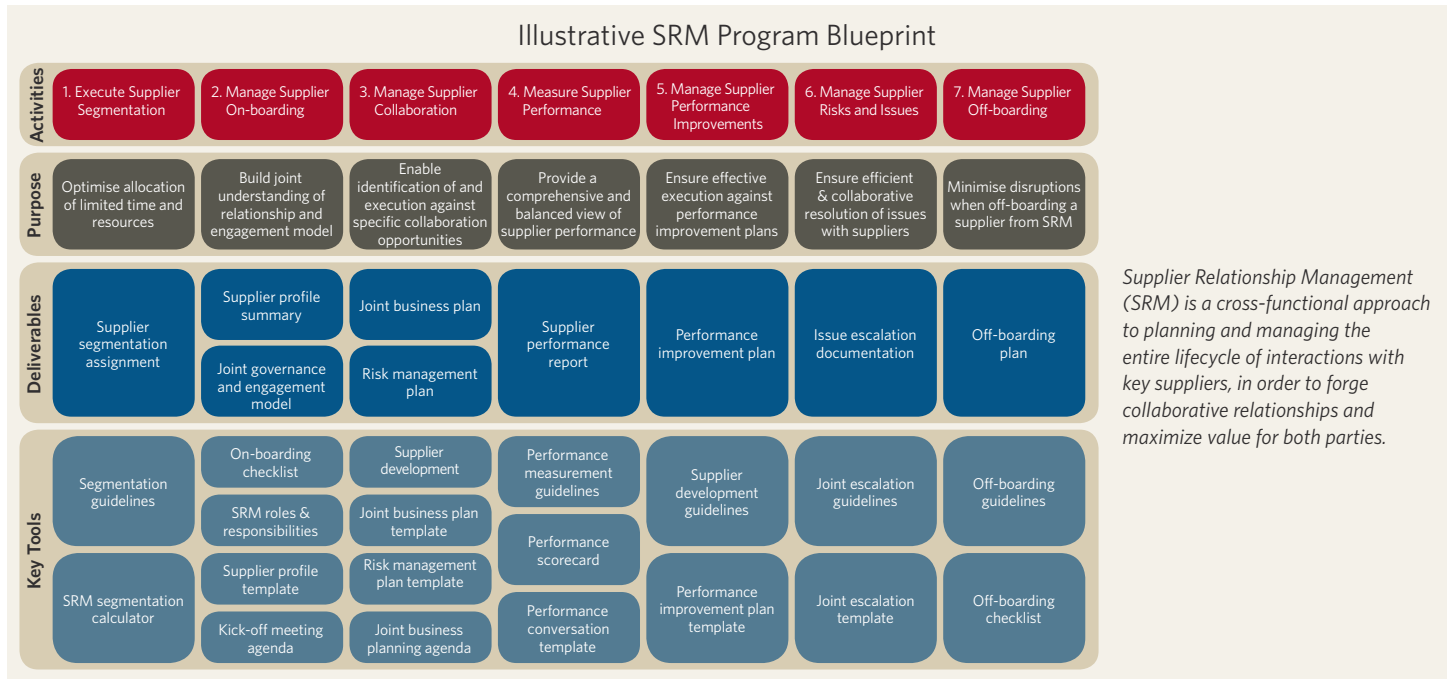 Illustrative SRM Program Blueprint
Activities
1. Execute Supplier
Segmentation
2. Manage Supplier
On-boarding
3. Manage Supplier
Collaboration
4. Measure Supplier
Performance
5. Manage Supplier
Performance
Improvements
6. Manage Supplier
Risks and Issues
7. Manage Supplier
Off-boarding
Purpose
Optimise allocation
of limited time and
resources
Build joint
understanding of
relationship and
engagement model
Enable
identification of and
execution against
specific collaboration
opportunities
Provide a
comprehensive and
balanced view of
supplier performance
Ensure effective
execution against
performance
improvement plans
Ensure efficient
& collaborative
resolution of issues
with suppliers
Minimise disruptions
when off-boarding a
supplier from SRM
Deliverables
Supplier
segmentation
assignment
Supplier profile
summary
Joint governance
and engagement
model
Joint business plan
Risk management
plan
Supplier
performance
report
Performance
improvement plan
Issue escalation
documentation
Off-boarding
plan
Key Tools
Segmentation
guidelines
SRM segmentation
calculator
On-boarding
checklist
SRM roles &
responsibilities
Supplier profile
template
Kick-off meeting
agenda
Supplier
development
Joint business plan
template
Risk management
plan template
Joint business
planning agenda
Performance
measurement
guidelines
Performance
scorecard
Performance
conversation
template
Supplier
development
guidelines
Performance
improvement plan
template
Joint escalation
guidelines
Joint escalation
template
Off-boarding
guidelines
Off-boarding
checklist
Supplier Relationship Management
(SRM) is a cross-functional approach
to planning and managing the
entire lifecycle of interactions with
key suppliers, in order to forge
collaborative relationships and
maximize value for both parties.